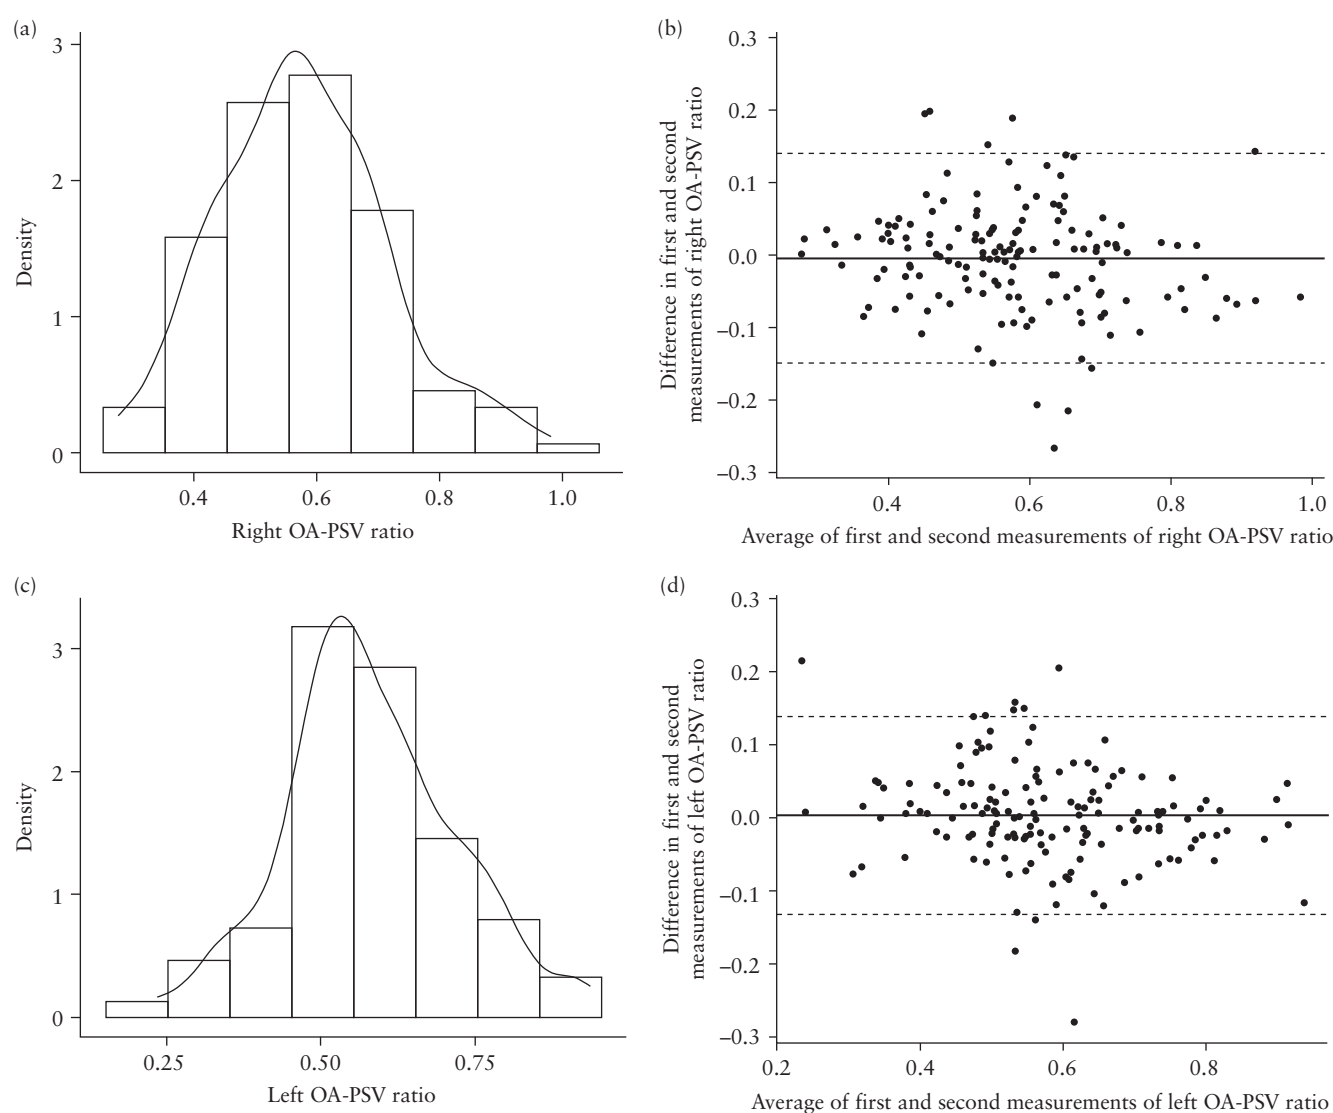 (a)
3
2
1
0
Density
0.4 0.6 0.8 1.0
Right OA-PSV ratio
(b)
0.3
0.2
0.1
0.0
–0.1
–0.2
–0.3
Difference in first and second
measurements of right OA-PSV ratio
0.4 0.6 0.8 1.0
Average of first and second measurements of right OA-PSV ratio
(c)
3
2
1
0
Density
0.25 0.50 0.75
Left OA-PSV ratio
(d)
0.3
0.2
0.1
0.0
–0.1
–0.2
–0.3
Difference in first and second
measurements of left OA-PSV ratio
0.2 0.4 0.6 0.8
Average of first and second measurements of left OA-PSV ratio